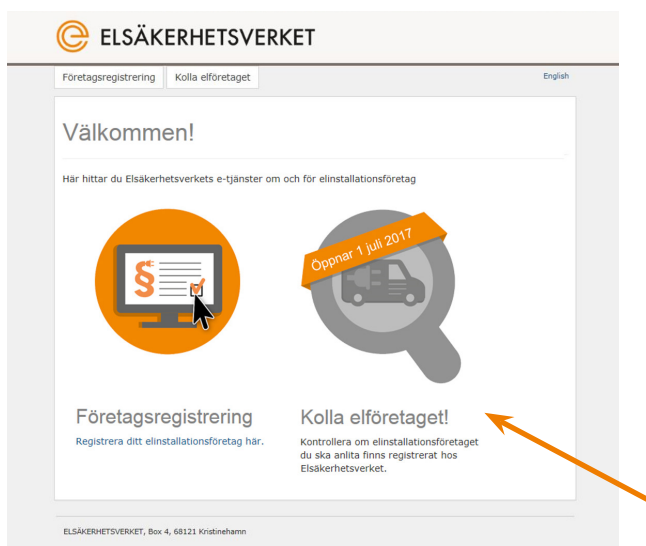 ELSÄKERHETSVERKET
Företagsregistrering
Kolla elföretaget
English
Välkommen!
Här hittar du Elsäkerhetsverkets e-tjänster om och för elinstallationsföretag
§
Öppnar 1 juli 2017
Företagsregistrering
Registrera ditt elinstallationsföretag här.
Kolla elföretaget!
Kontrollera om elinstallationsföretaget
du ska anlita finns registrerat hos
Elsäkerhetsverket.
ELSÄKERHETSVERKET, Box 4, 68121 Kristinehamn